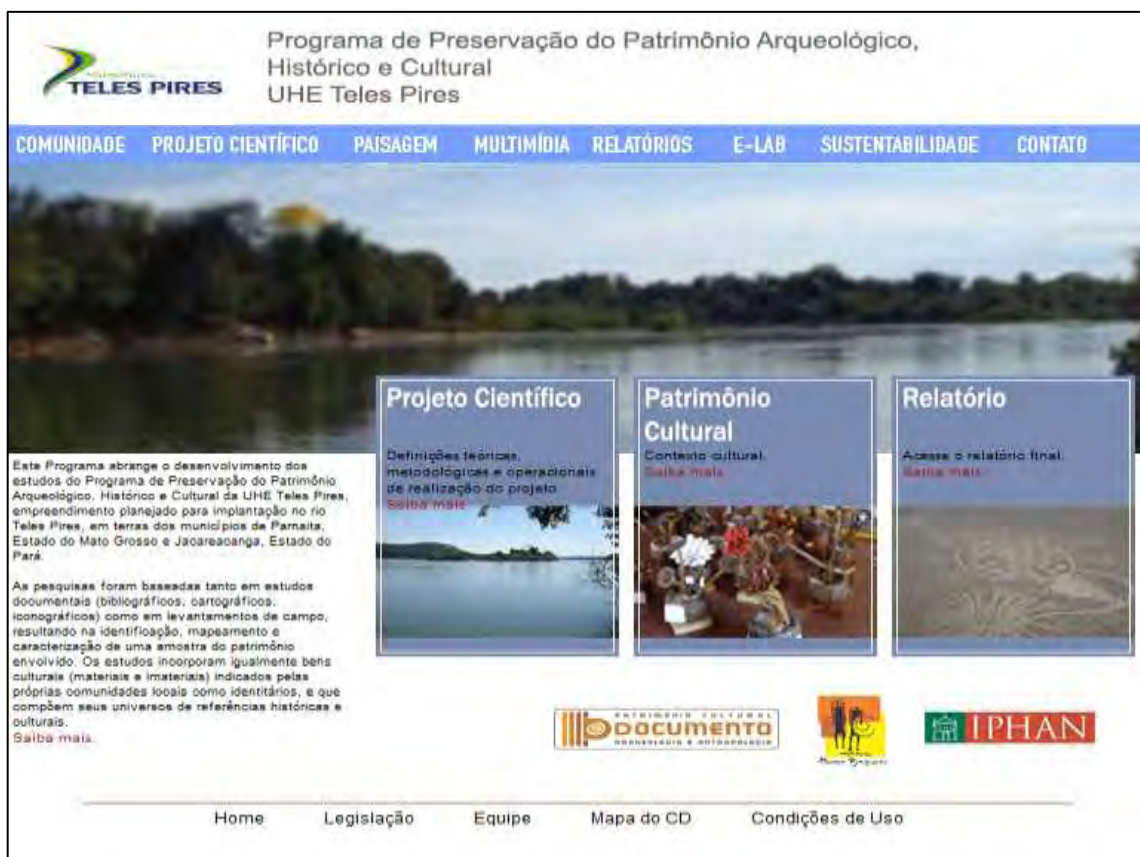 TELES PIRES
Programa de Preservação do Patrimônio Arqueológico,
Histórico e Cultural
UHE Teles Pires
COMUNIDADE PROJETO CIENTÍFICO PAISAGEM MULTIMÍDIA RELATÓRIOS E-LAB SUSTENTABILIDADE CONTATO
Projeto Científico
Definições teóricas,
metodológicas e operacionais
de realização do projeto
Saiba mais
Patrimônio
Cultural
Contexto cultural.
Saiba mais
Relatório
Acesse o relatório final.
Saiba mais
Este Programa abrange o desenvolvimento dos
estudos do Programa de Preservação do Patrimônio
Arqueológico, Histórico e Cultural da UHE Teles Pires,
empreendimento planejado para implantação no rio
Teles Pires, em terras dos municípios de
Estado do Mato Grosso e Estado do
Pará.
As pesquisas foram baseadas tanto em estudos
documentais (bibliográficos, cartográficos,
iconográficos) como em levantamentos de campo,
resultando na identificação, mapeamento e
caracterização de uma amostra do patrimônio
envolvido. Os estudos incorporam igualmente bens
culturais (materiais e imateriais) indicados pelas
próprias comunidades locais como identitários, e que
compõem seus universos de referências históricas e
culturais.
Saiba mais.
PATRIMÔNIO CULTURAL
DOCUMENTO
ARQUEOLOGIA E ANTROPOLOGIA
IPHAN
Home Legislação Equipe Mapa do CD Condições de Uso